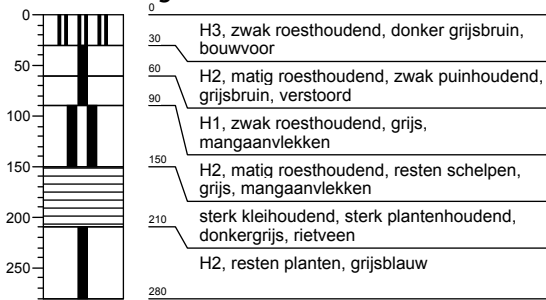 0
50
100
150
200
250
0
H3, zwak roesthoudend, donker grijsbruin,
bouwvoor
30
H2, matig roesthoudend, zwak puinhoudend,
grijsbruin, verstoord
60
H1, zwak roesthoudend, grijs,
mangaanvlekken
90
H2, matig roesthoudend, resten schelpen,
grijs, mangaanvlekken
150
sterk kleihoudend, sterk plantenhoudend,
donkergrijs, rietveen
210
H2, resten planten, grijsblauw
280